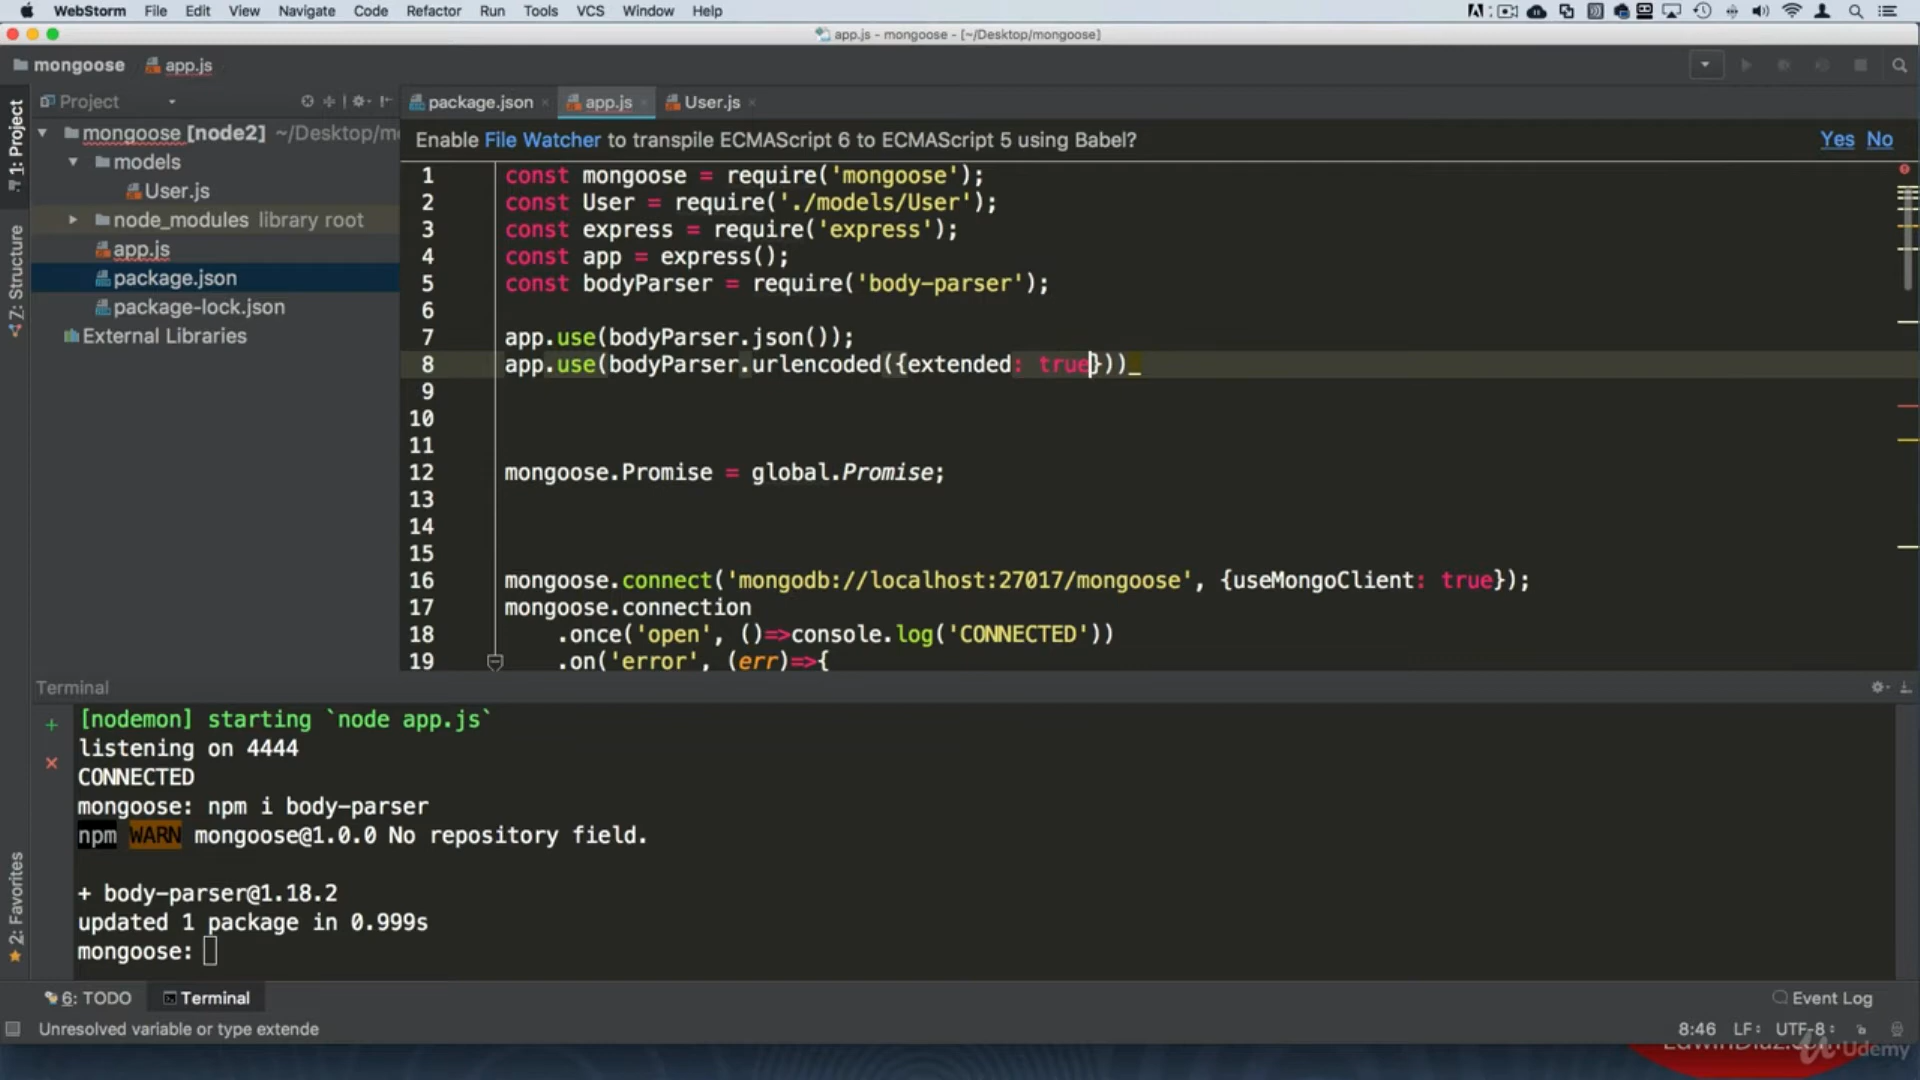 WebStorm File Edit View Navigate Code Refactor Run Tools VCS Window Help
app.js - mongoose - [~/Desktop/mongoose]
mongoose app.js
1: Project
Project
package.json app.js User.js
mongoose [node2] ~/Desktop/m
Enable File Watcher to transpile ECMAScript 6 to ECMAScript 5 using Babel? Yes No
models
User.js
node_modules library root
app.js
package.json
package-lock.json
External Libraries
7: Structure
1 const mongoose = require('mongoose');
2 const User = require('./models/User');
3 const express = require('express');
4 const app = express();
5 const bodyParser = require('body-parser');
6
7 app.use(bodyParser.json());
8 app.use(bodyParser.urlencoded({extended: true}))
9
10
11
12 mongoose.Promise = global.Promise;
13
14
15
16 mongoose.connect('mongodb://localhost:27017/mongoose', {useMongoClient: true});
17 mongoose.connection
18 .once('open', ()=>console.log('CONNECTED'))
19 .on('error', (err)=>{
Terminal
[nodemon] starting `node app.js`
listening on 4444
CONNECTED
mongoose: npm i body-parser
npm WARN mongoose@1.0.0 No repository field.
+ body-parser@1.18.2
updated 1 package in 0.999s
mongoose:
2: Favorites
6: TODO Terminal Event Log
Unresolved variable or type extende 8:46 LF: UTF-8:
EdwinDiaz.com
Udemy